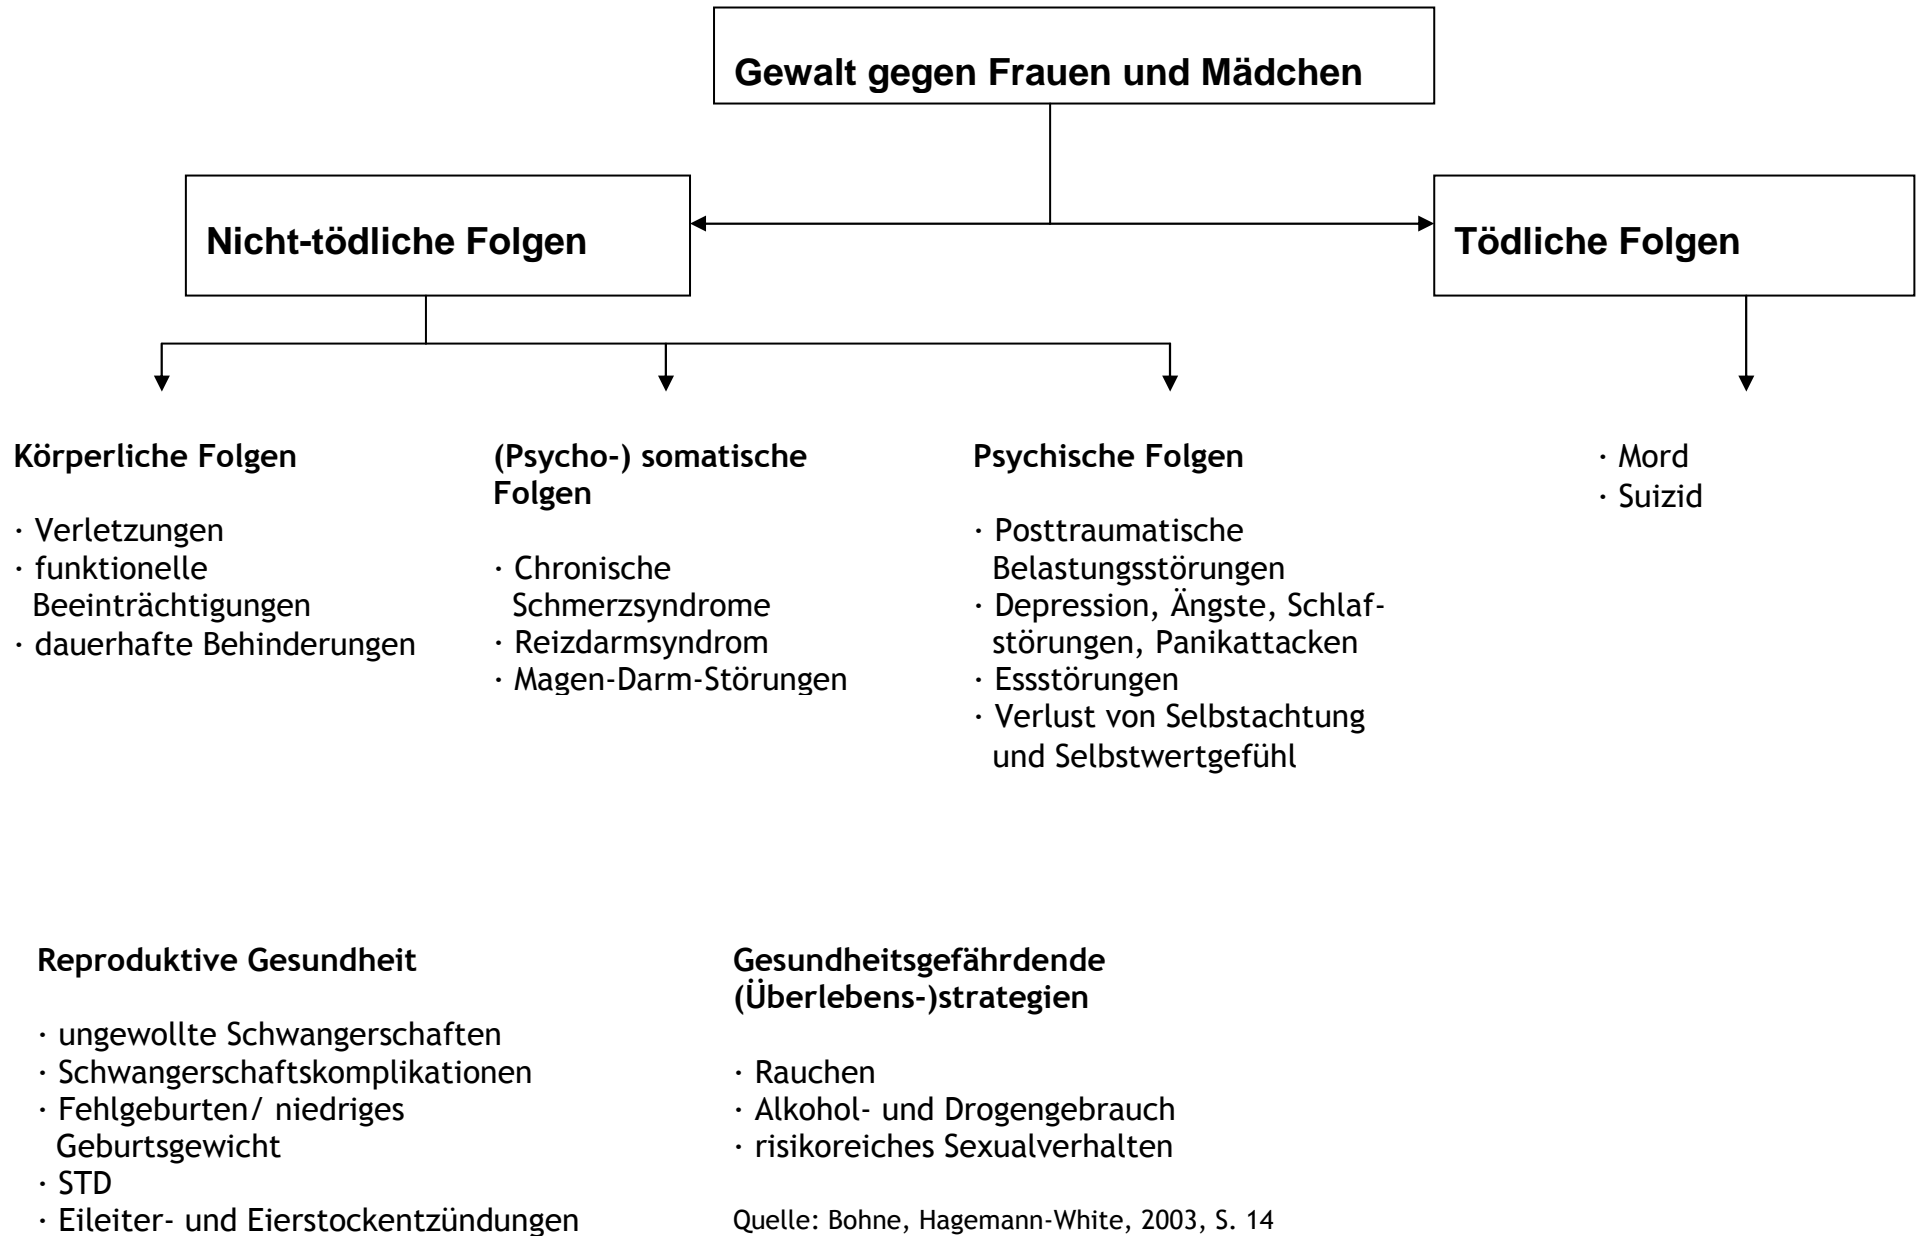 Gewalt gegen Frauen und Mädchen
Nicht-tödliche Folgen
Tödliche Folgen
Körperliche Folgen
· Verletzungen
· funktionelle
Beeinträchtigungen
· dauerhafte Behinderungen
(Psycho-) somatische
Folgen
· Chronische
Schmerzsyndrome
· Reizdarmsyndrom
· Magen-Darm-Störungen
Psychische Folgen
· Posttraumatische
Belastungsstörungen
· Depression, Ängste, Schlaf-
störungen, Panikattacken
· Essstörungen
· Verlust von Selbstachtung
und Selbstwertgefühl
· Mord
· Suizid
Reproduktive Gesundheit
· ungewollte Schwangerschaften
· Schwangerschaftskomplikationen
· Fehlgeburten/ niedriges
Geburtsgewicht
· STD
· Eileiter- und Eierstockentzündungen
Gesundheitsgefährdende
(Überlebens-)strategien
· Rauchen
· Alkohol- und Drogengebrauch
· risikoreiches Sexualverhalten
Quelle: Bohne, Hagemann-White, 2003, S. 14